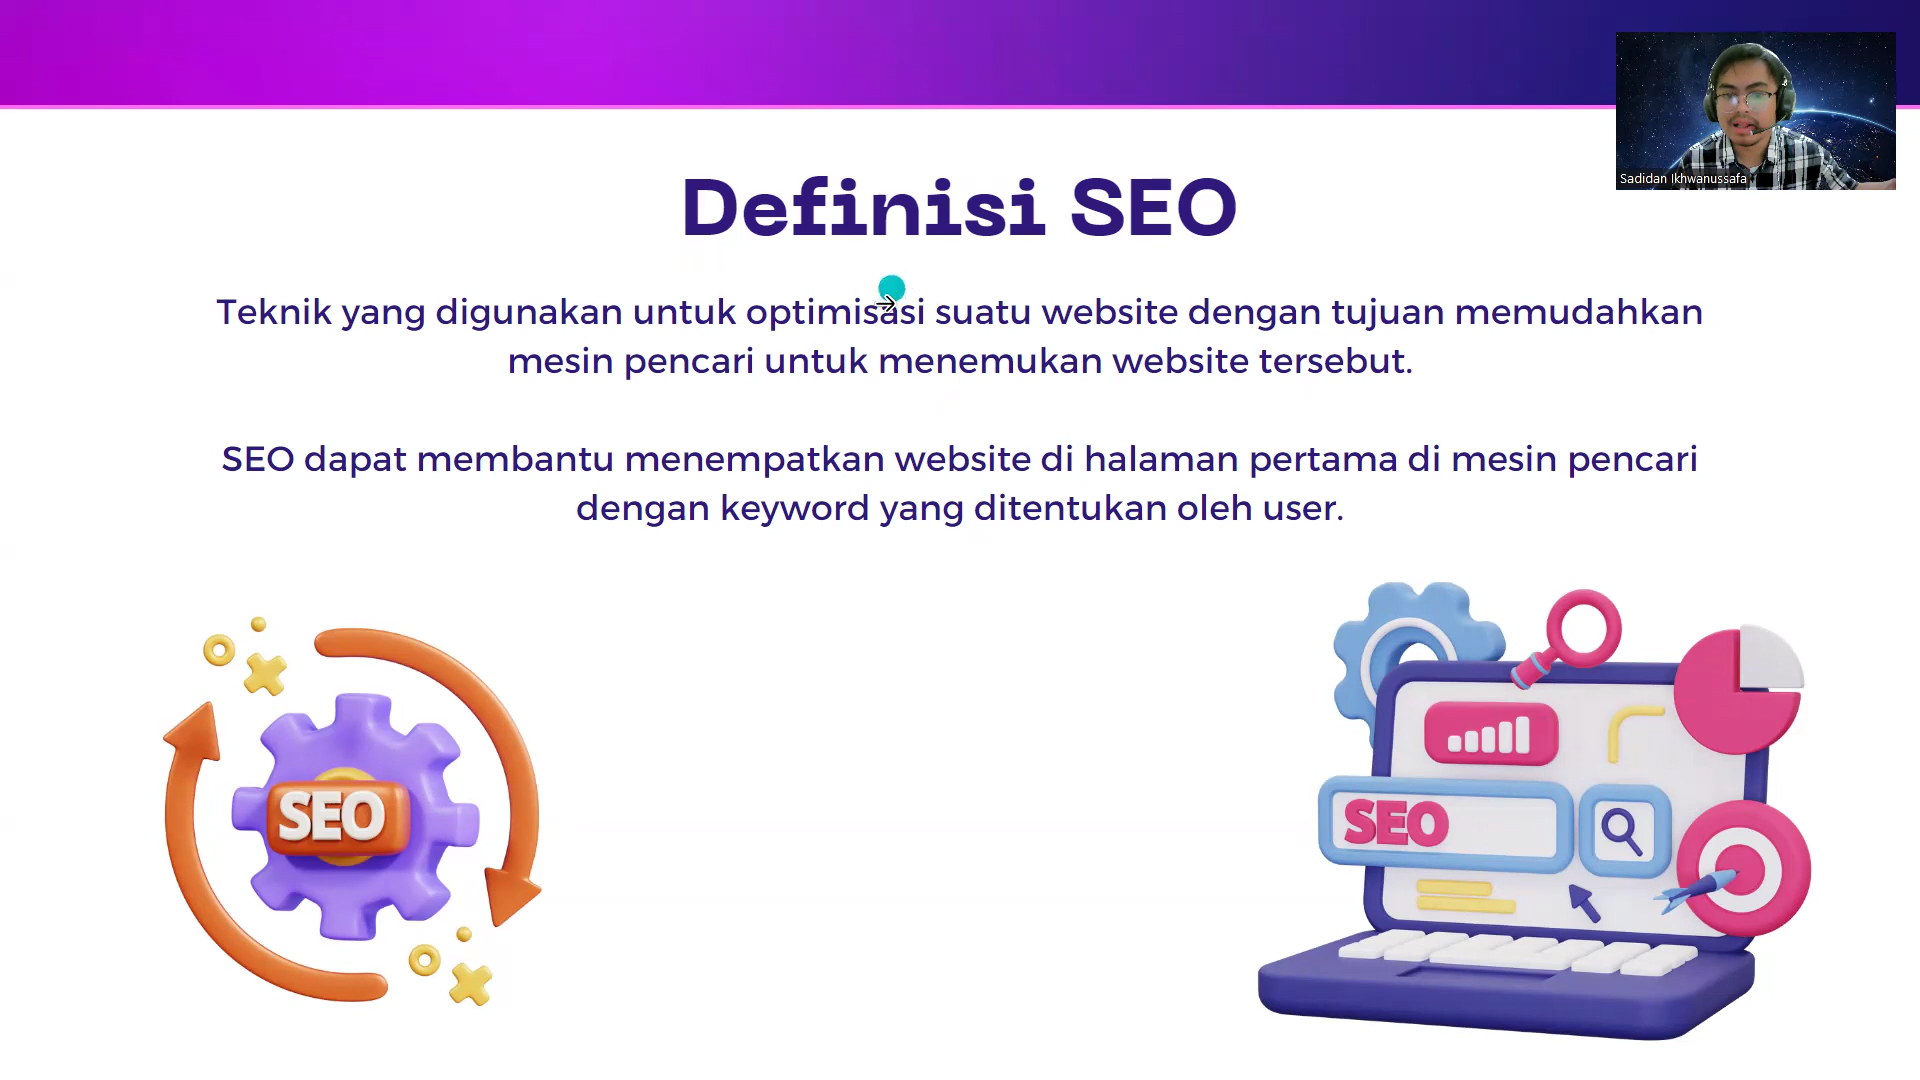 Sadidan Ikhwanussafa
Definisi SEO
Teknik yang digunakan untuk optimisasi suatu website dengan tujuan memudahkan
mesin pencari untuk menemukan website tersebut.
SEO dapat membantu menempatkan website di halaman pertama di mesin pencari
dengan keyword yang ditentukan oleh user.
SEO
SEO